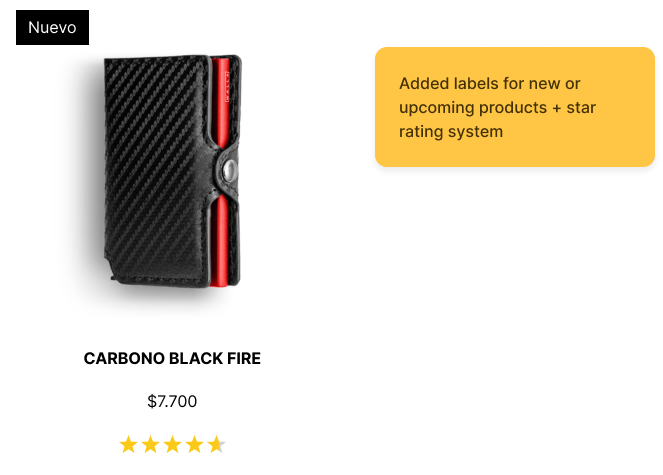 Nuevo
Added labels for new or
upcoming products + star
rating system
CARBONO BLACK FIRE
$7.700